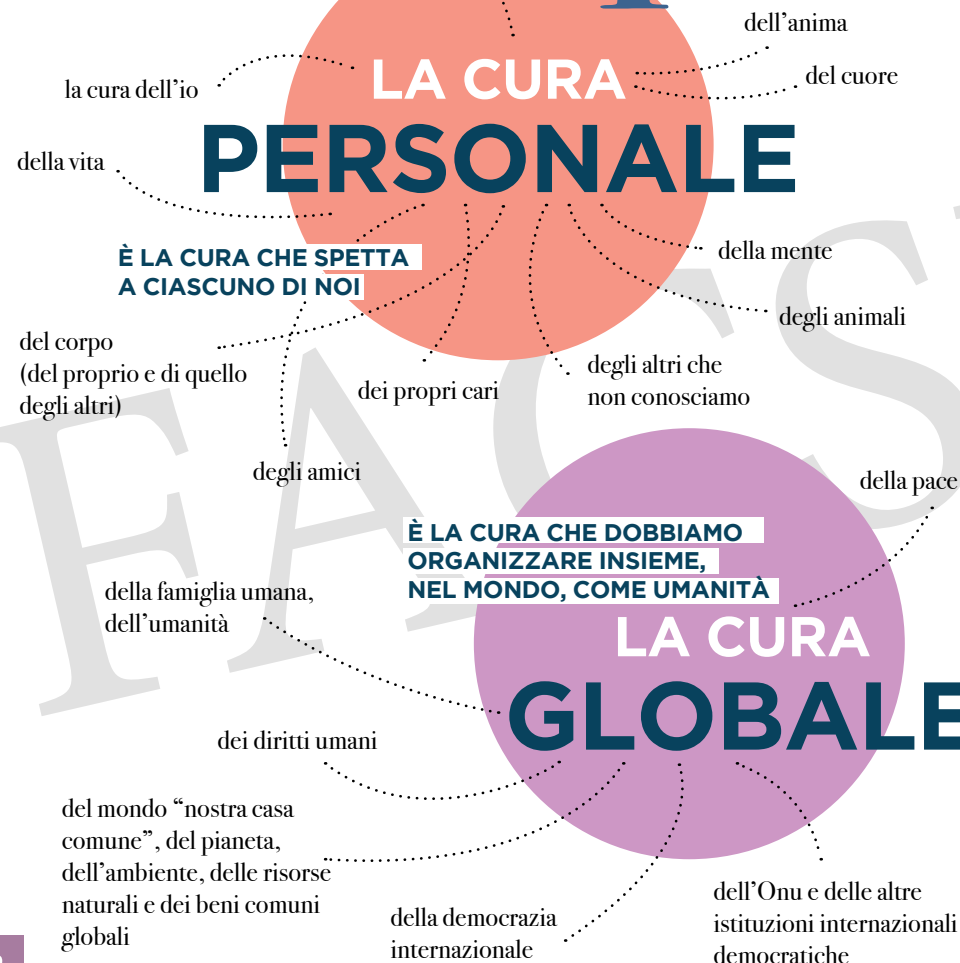 dell'anima
la cura dell'io
LA CURA
del cuore
PERSONALE
della vita
È LA CURA CHE SPETTA
A CIASCUNO DI NOI
della mente
degli animali
del corpo
(del proprio e di quello
degli altri)
dei propri cari
degli altri che
non conosciamo
degli amici
della pace
È LA CURA CHE DOBBIAMO
ORGANIZZARE INSIEME,
NEL MONDO, COME UMANITÀ
della famiglia umana,
dell'umanità
LA CURA
GLOBALE
dei diritti umani
del mondo “nostra casa
comune”, del pianeta,
dell'ambiente, delle risorse
naturali e dei beni comuni
globali
della democrazia
internazionale
dell'Onu e delle altre
istituzioni internazionali
democratiche
FACS